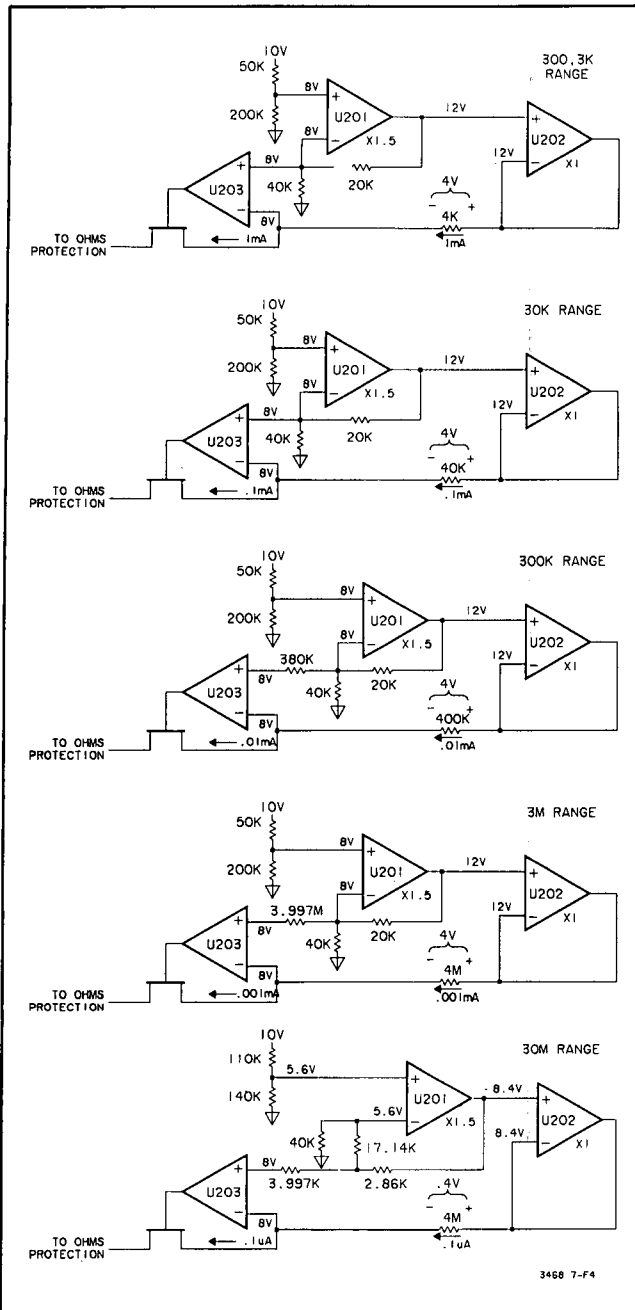 10V
50K
200K
8V
8V
+
−
U201
X1.5
12V
300, 3K
RANGE
+
−
U202
X1
12V
8V
+
−
U203
8V
40K
20K
4V
− +
4K
1mA
1mA
TO OHMS
PROTECTION
10V
50K
200K
8V
8V
+
−
U201
X1.5
12V
30K RANGE
+
−
U202
X1
12V
8V
+
−
U203
8V
40K
20K
4V
− +
40K
.1mA
.1mA
TO OHMS
PROTECTION
10V
50K
200K
8V
8V
+
−
U201
X1.5
12V
300K RANGE
+
−
U202
X1
12V
380K
8V
+
−
U203
8V
40K
20K
4V
− +
400K
.01mA
.01mA
TO OHMS
PROTECTION
10V
50K
200K
8V
8V
+
−
U201
X1.5
12V
3M RANGE
+
−
U202
X1
12V
3.997M
8V
+
−
U203
8V
40K
20K
4V
− +
4M
.001mA
.001mA
TO OHMS
PROTECTION
10V
110K
140K
5.6V
5.6V
+
−
U201
X1.5
8.4V
30M RANGE
+
−
U202
X1
8.4V
40K
17.14K
8V
+
−
U203
8V
3.997K
2.86K
.4V
− +
4M
.1uA
.1uA
TO OHMS
PROTECTION
3468 7-F4